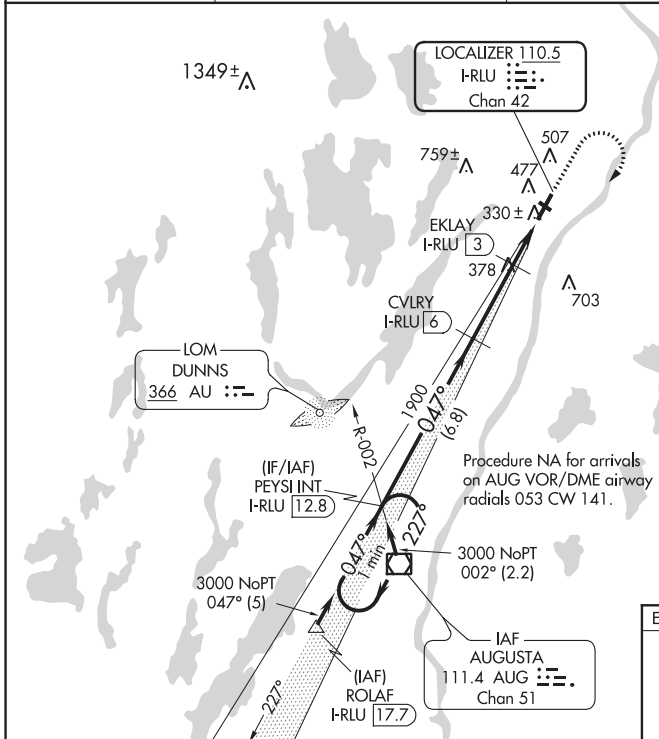 LOCALIZER 110.5
I-RLU
Chan 42
1349±
507
759±
477
330±
EKLAY
I-RLU 3
378
703
CVLRY
I-RLU 6
LOM
DUNNS
366 AU
1900
047°
(6.8)
R-002
Procedure NA for arrivals
on AUG VOR/DME airway
radials 053 CW 141.
(IF/IAF)
PEYSI INT
I-RLU 12.8
227°
047°
1 min
3000 NoPT
002° (2.2)
3000 NoPT
047° (5)
IAF
AUGUSTA
111.4 AUG
Chan 51
(IAF)
ROLAF
I-RLU 17.7
227°
E